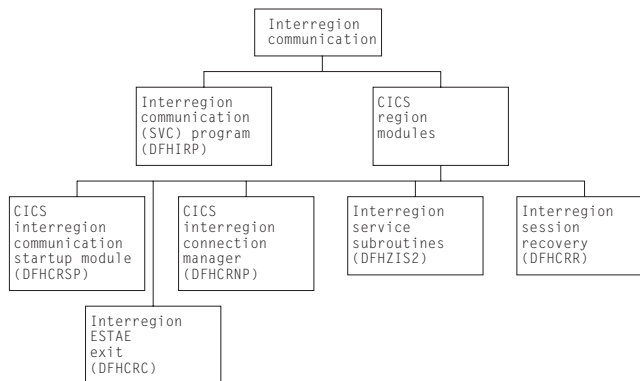 Interregion
communication
Interregion
communication
(SVC) program
(DFHIRP)
CICS
region
modules
CICS
interregion
communication
startup module
(DFHCRSP)
CICS
interregion
connection
manager
(DFHCRNP)
Interregion
service
subroutines
(DFHZIS2)
Interregion
session
recovery
(DFHCRR)
Interregion
ESTAE
exit
(DFHCRC)